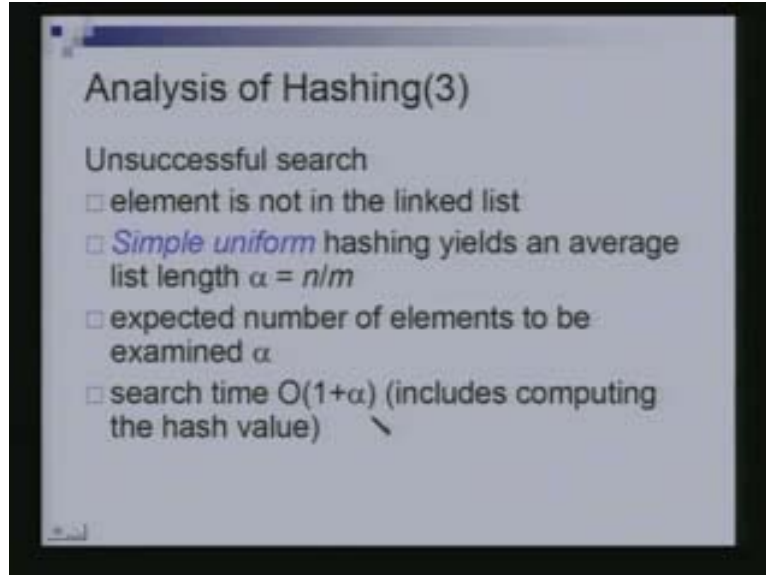 Analysis of Hashing(3)
Unsuccessful search
element is not in the linked list
Simple uniform hashing yields an average
list length α = n/m
expected number of elements to be
examined α
search time O(1+α) (includes computing
the hash value)